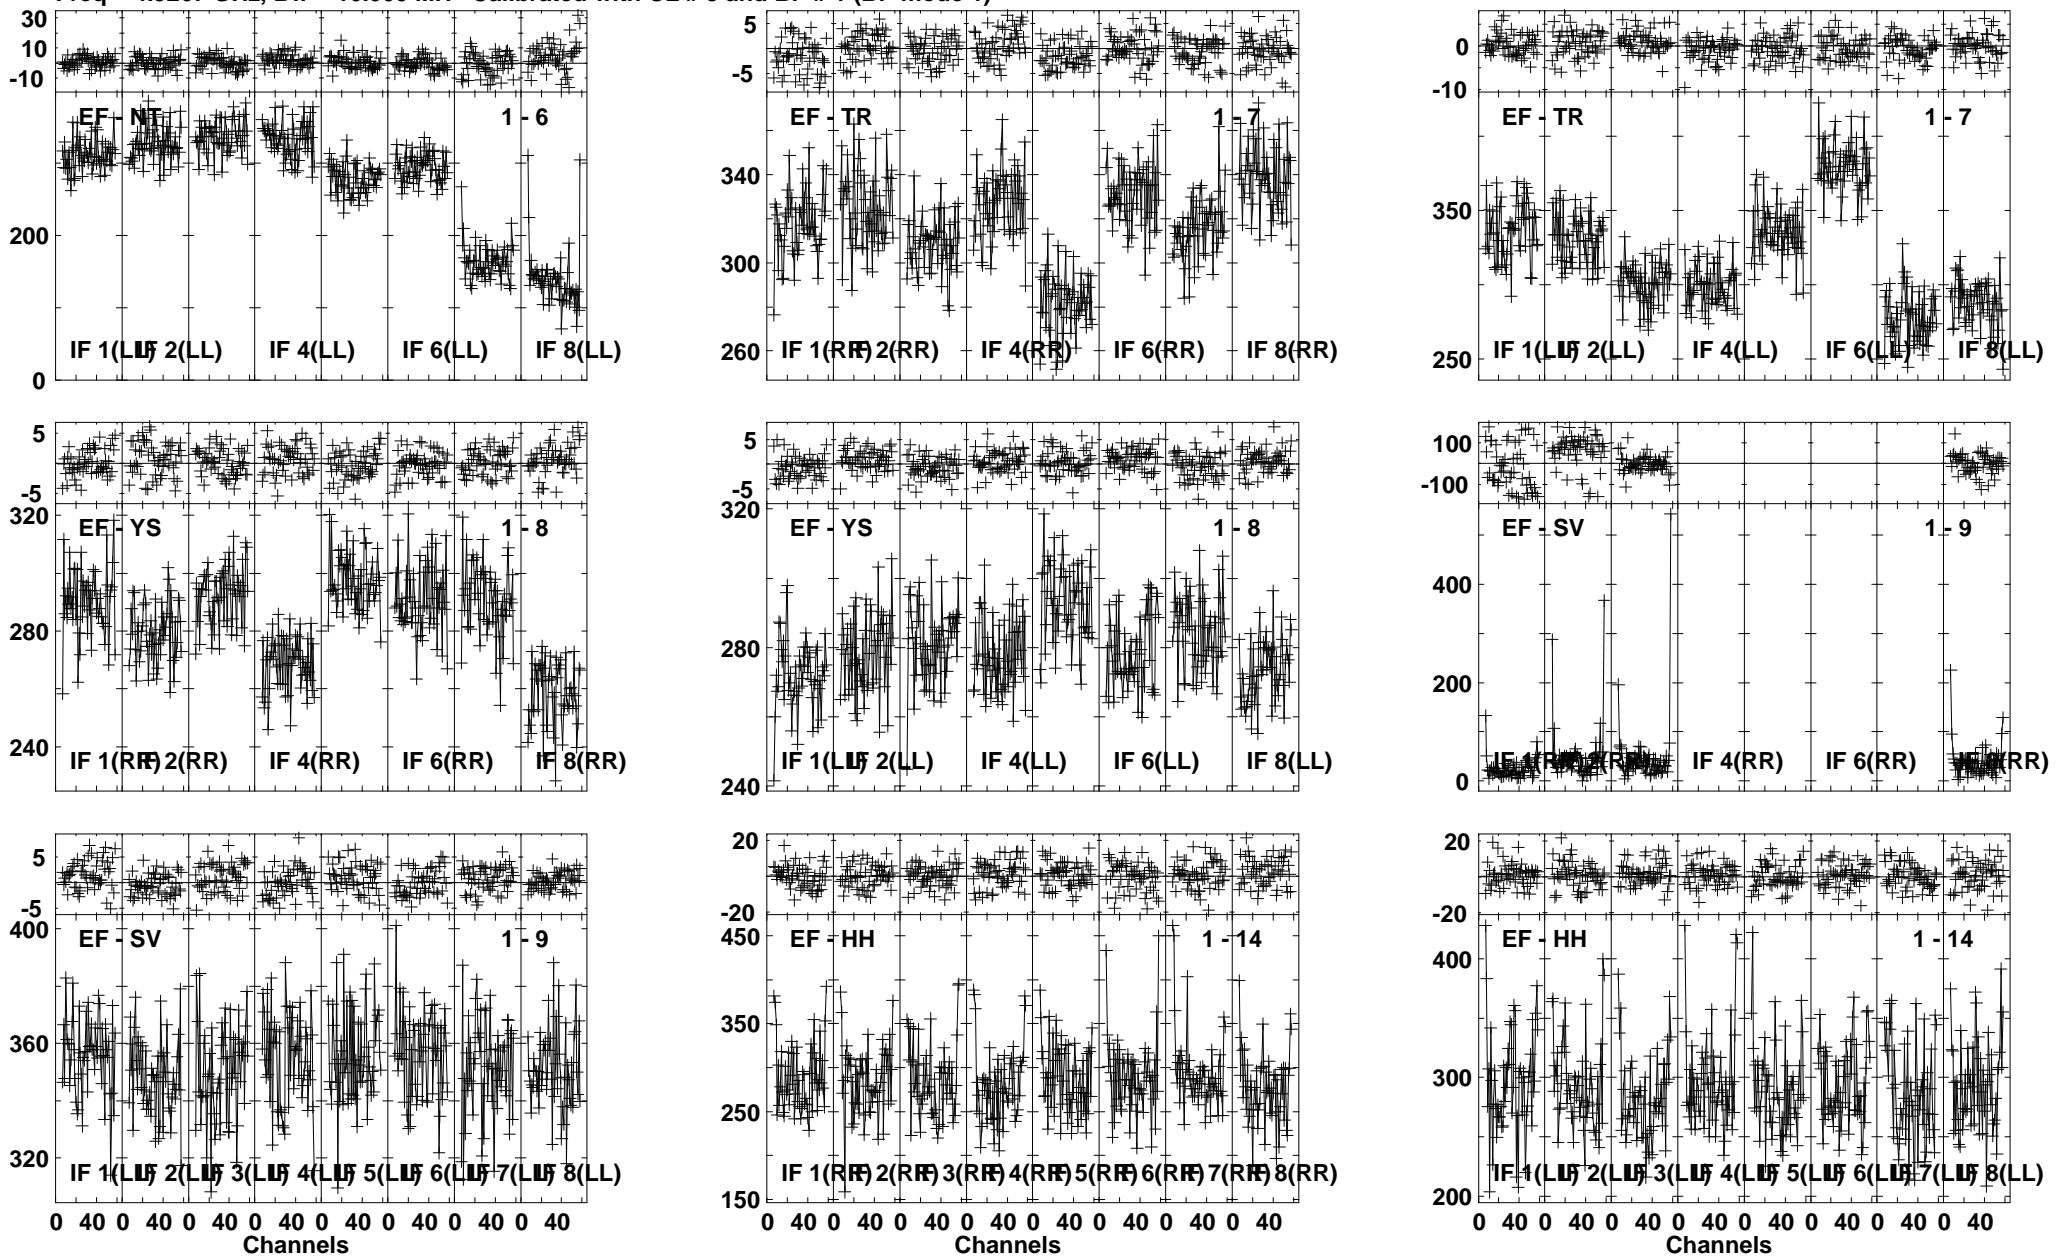 30
10
-10
EF - NT 1 - 6
200
0
IF 1(LL) IF 2(LL) IF 4(LL) IF 6(LL) IF 8(LL)
5
-5
EF - TR 1 - 7
340
300
260
IF 1(RR) IF 2(RR) IF 4(RR) IF 6(RR) IF 8(RR)
0
-10
EF - TR 1 - 7
350
250
IF 1(LL) IF 2(LL) IF 4(LL) IF 6(LL) IF 8(LL)
5
-5
320
EF - YS 1 - 8
280
240
IF 1(RR) IF 2(RR) IF 4(RR) IF 6(RR) IF 8(RR)
5
-5
320
EF - YS 1 - 8
280
240
IF 1(LL) IF 2(LL) IF 4(LL) IF 6(LL) IF 8(LL)
100
-100
EF - SV 1 - 9
400
200
0
IF 1(RR) IF 2(RR) IF 4(RR) IF 6(RR) IF 8(RR)
5
-5
400
EF - SV 1 - 9
360
320
IF 1(LL) IF 2(LL) IF 3(LL) IF 4(LL) IF 5(LL) IF 6(LL) IF 7(LL) IF 8(LL)
0 40 0 40 0 40 0 40 0 40 0 40 0 40 0 40
Channels
20
-20
EF - HH 1 - 14
450
350
250
150
IF 1(RR) IF 2(RR) IF 3(RR) IF 4(RR) IF 5(RR) IF 6(RR) IF 7(RR) IF 8(RR)
0 40 0 40 0 40 0 40 0 40 0 40 0 40 0 40
Channels
20
-20
EF - HH 1 - 14
400
300
200
IF 1(LL) IF 2(LL) IF 3(LL) IF 4(LL) IF 5(LL) IF 6(LL) IF 7(LL) IF 8(LL)
0 40 0 40 0 40 0 40 0 40 0 40 0 40 0 40
Channels